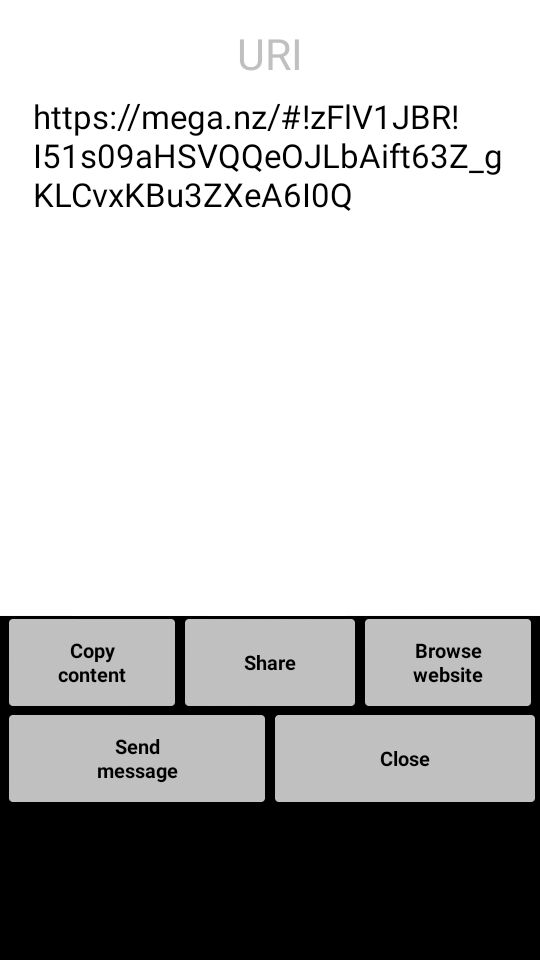 URI
https://mega.nz/#!zFlV1JBR!
I51s09aHSVQQeOJLbAift63Z_g
KLCvxKBu3ZXeA6I0Q
Copy
content
Share
Browse
website
Send
message
Close